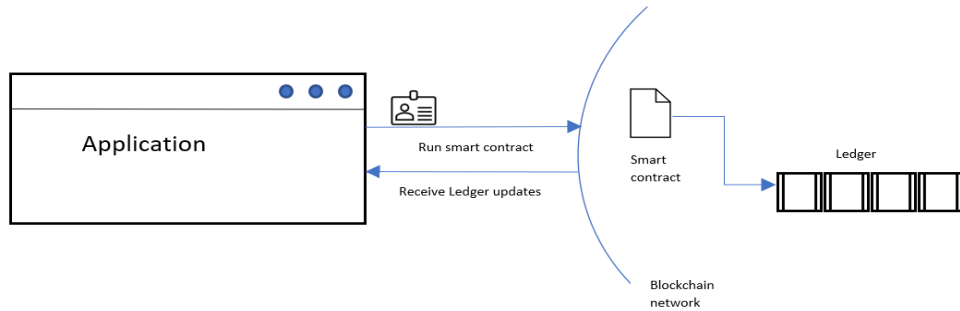 Application
Run smart contract
Receive Ledger updates
Smart
contract
Ledger
Blockchain
network